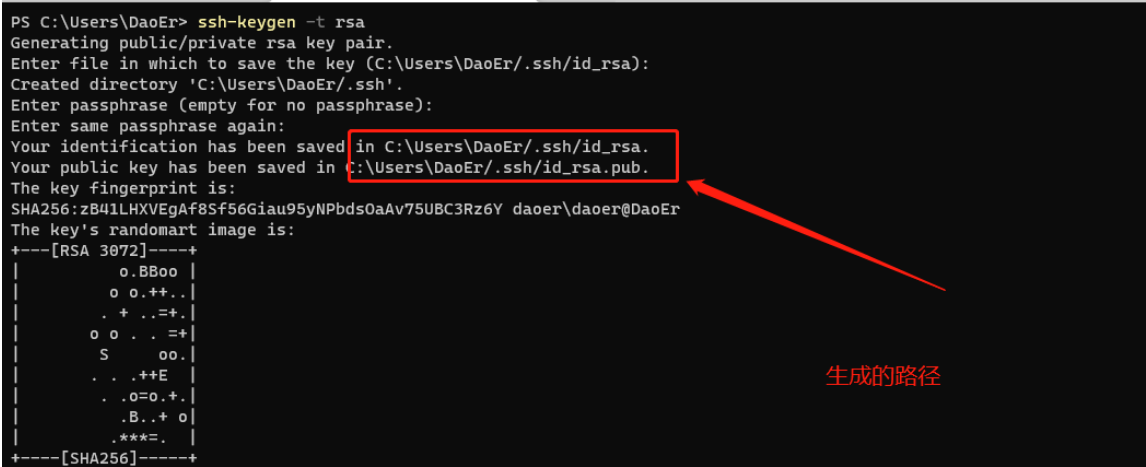 PS C:\Users\DaoEr> ssh-keygen -t rsa
Generating public/private rsa key pair.
Enter file in which to save the key (C:\Users\DaoEr/.ssh/id_rsa):
Created directory 'C:\Users\DaoEr/.ssh'.
Enter passphrase (empty for no passphrase):
Enter same passphrase again:
Your identification has been saved in C:\Users\DaoEr/.ssh/id_rsa.
Your public key has been saved in C:\Users\DaoEr/.ssh/id_rsa.pub.
The key fingerprint is:
SHA256:zB41LHXVEgAf8Sf56Giau95yNPbdsOaAv75UBC3Rz6Y daoer\daoer@DaoEr
The key's randomart image is:
+---[RSA 3072]----+
|          o.BBoo |
|         o o.++..|
|        . + ..=+.|
|       o o . . =+|
|        S     oo.|
|       . . .++E  |
|        . .o=o.+.|
|          .B..+ o|
|         .***=.  |
+----[SHA256]-----+
生成的路径